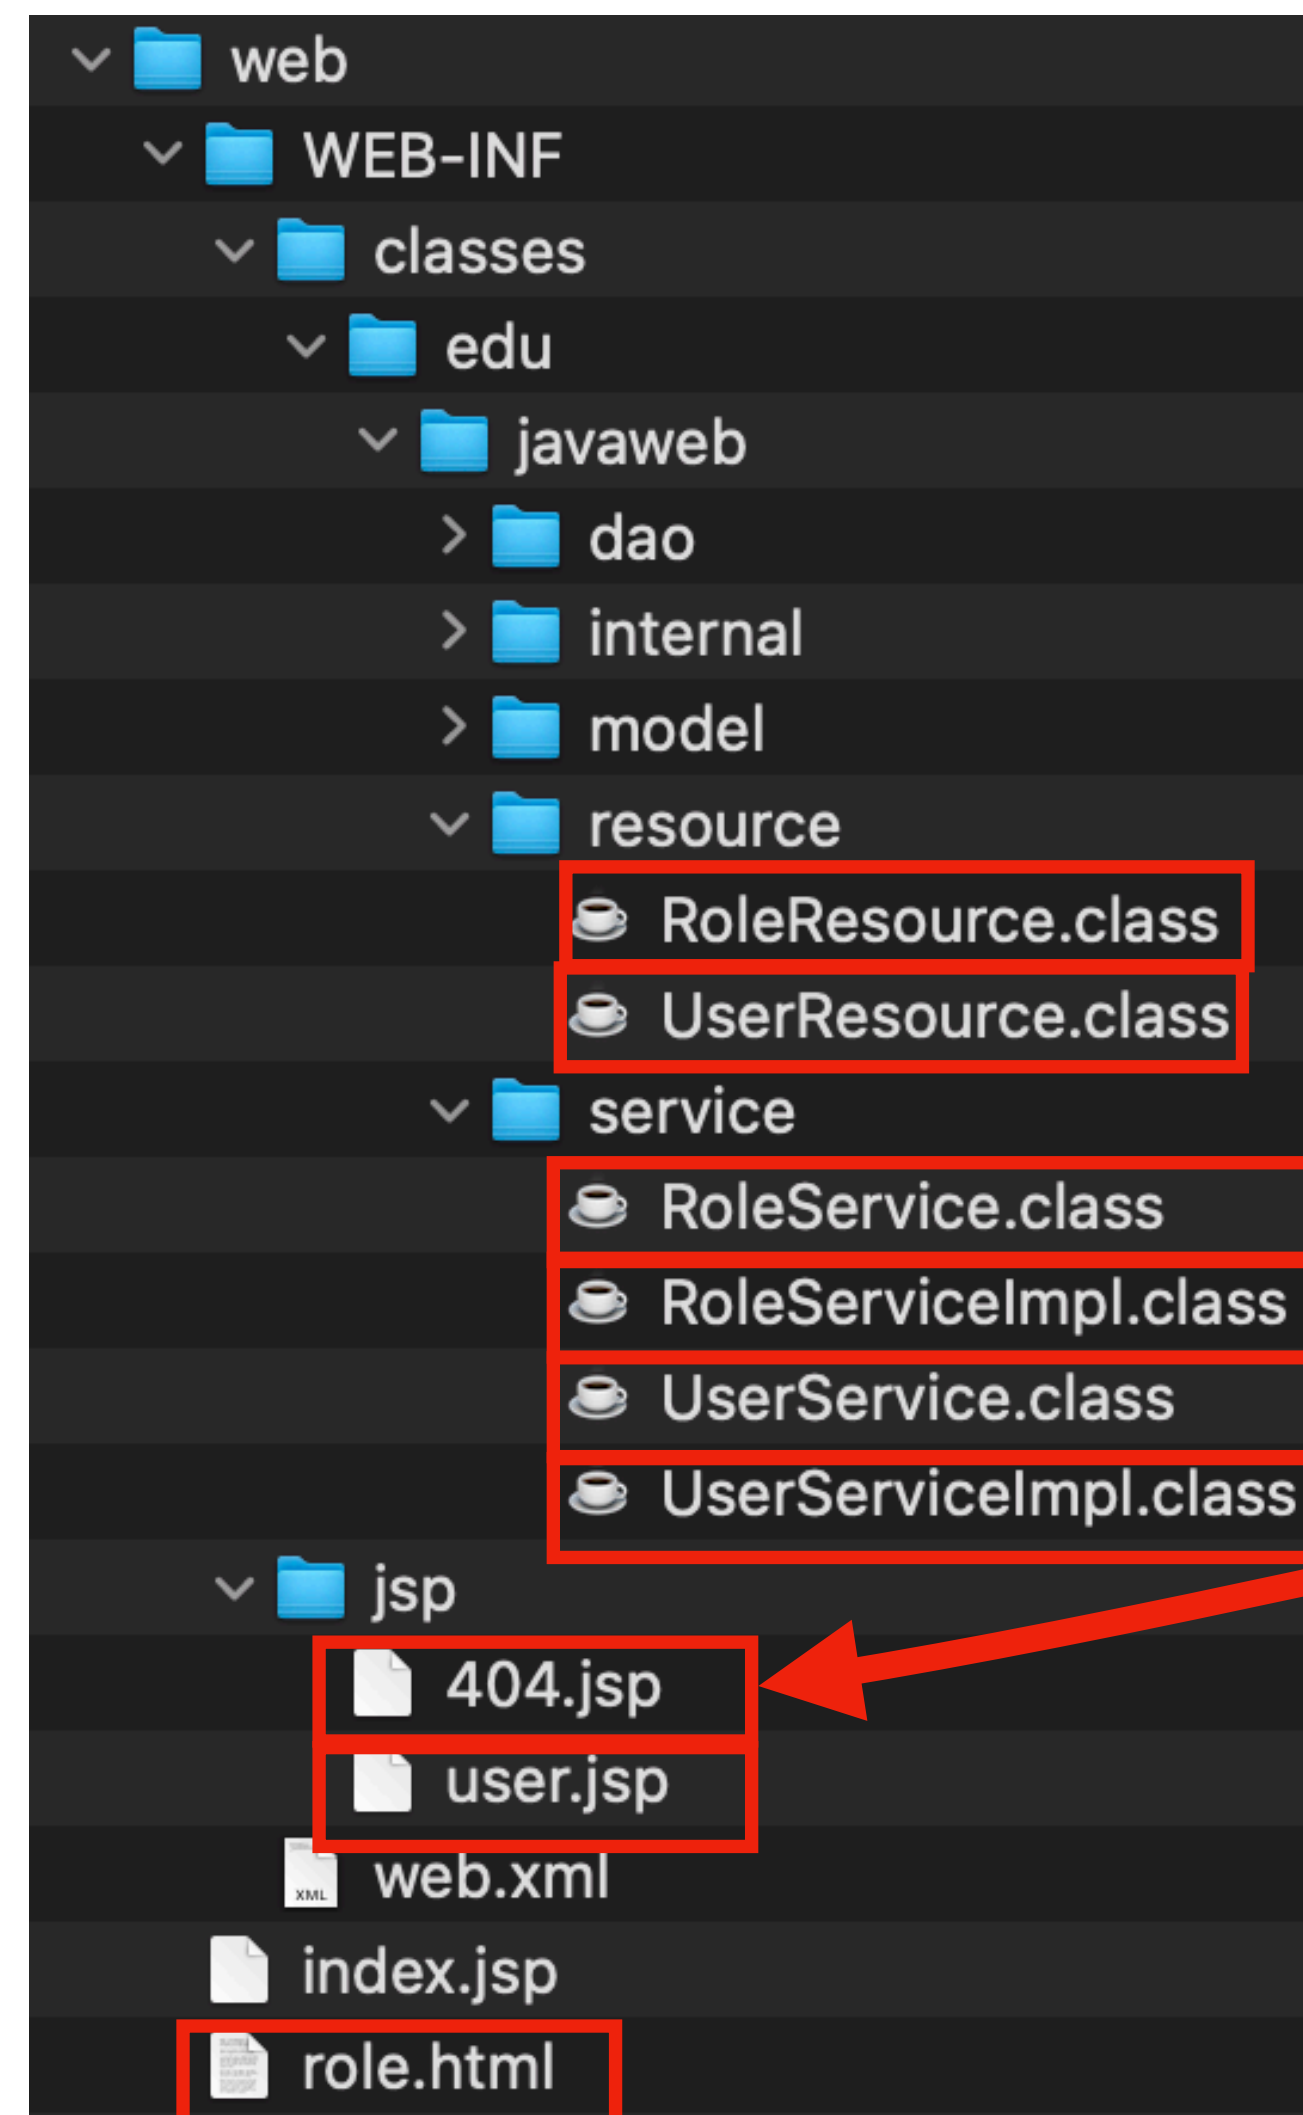 web
WEB-INF
classes
edu
javaweb
dao
internal
model
resource
RoleResource.class
UserResource.class
service
RoleService.class
RoleServiceImpl.class
UserService.class
UserServiceImpl.class
jsp
404.jsp
user.jsp
XML web.xml
index.jsp
role.html